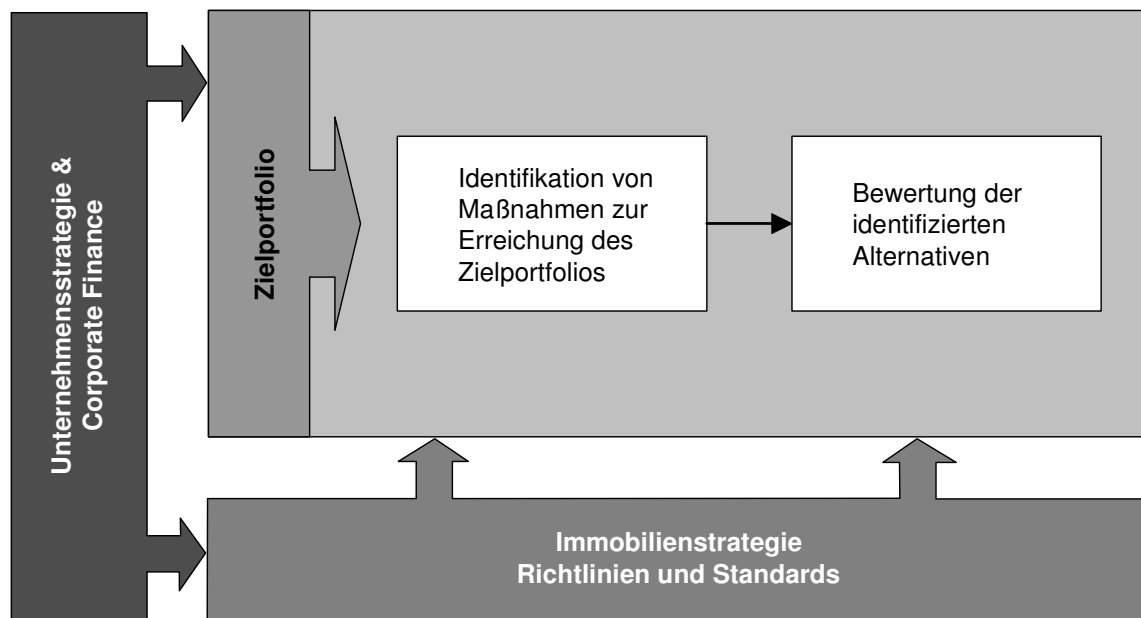 Unternehmensstrategie &
Corporate Finance
Zielportfolio
Identifikation von
Maßnahmen zur
Erreichung des
Zielportfolios
Bewertung der
identifizierten
Alternativen
Immobilienstrategie
Richtlinien und Standards